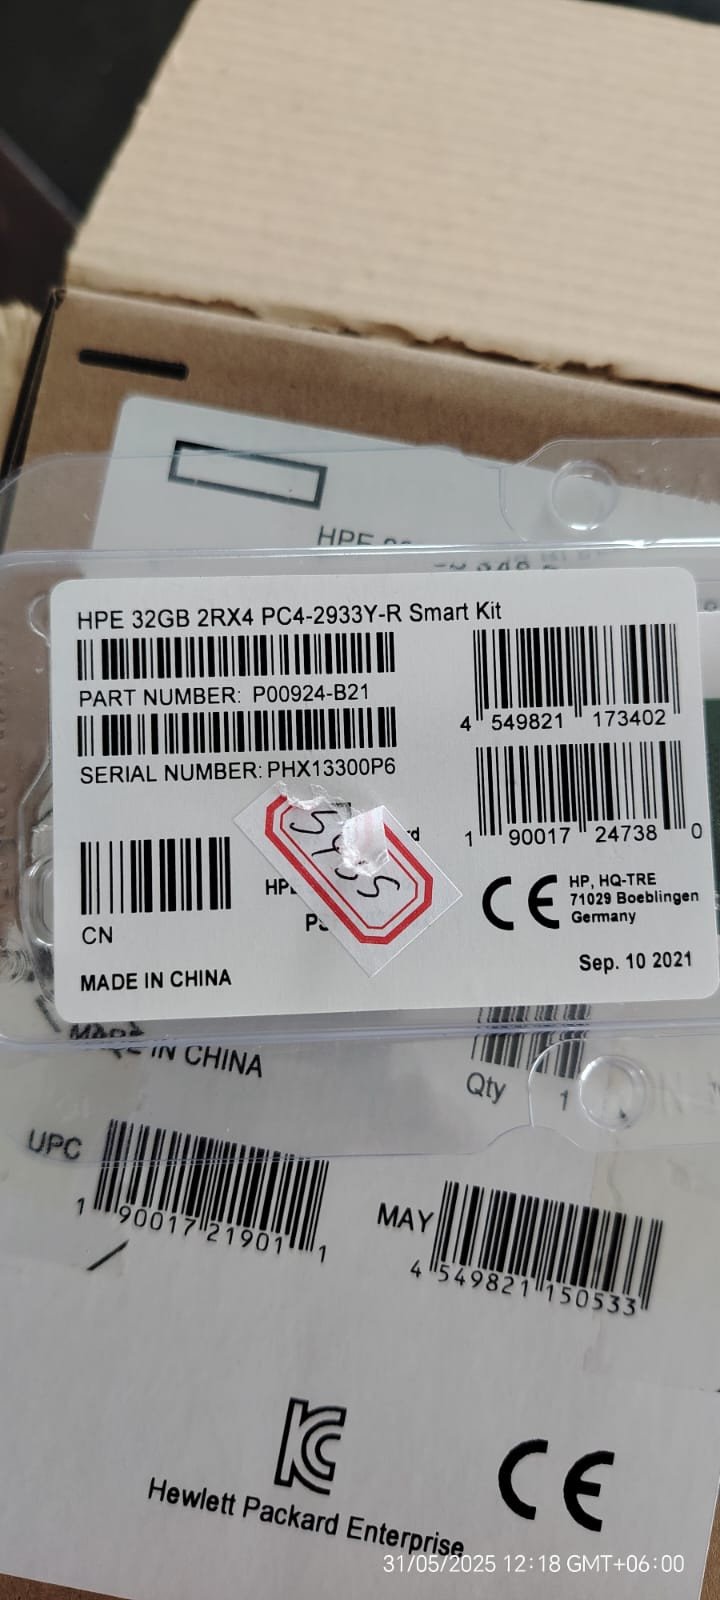 HPE 32GB 2RX4 PC4-2933Y-R Smart Kit
PART NUMBER: P00924-B21
4 549821 173402
SERIAL NUMBER: PHX13300P6
1 90017 24738 0
CN
HP, HQ-TRE
71029 Boeblingen
Germany
CE
MADE IN CHINA
Sep. 10 2021
IN CHINA
Qty 1
UPC
1 90017 21901 1
MAY
4 549821 150533
Hewlett Packard Enterprise
CE
31/05/2025 12:18 GMT+06:00